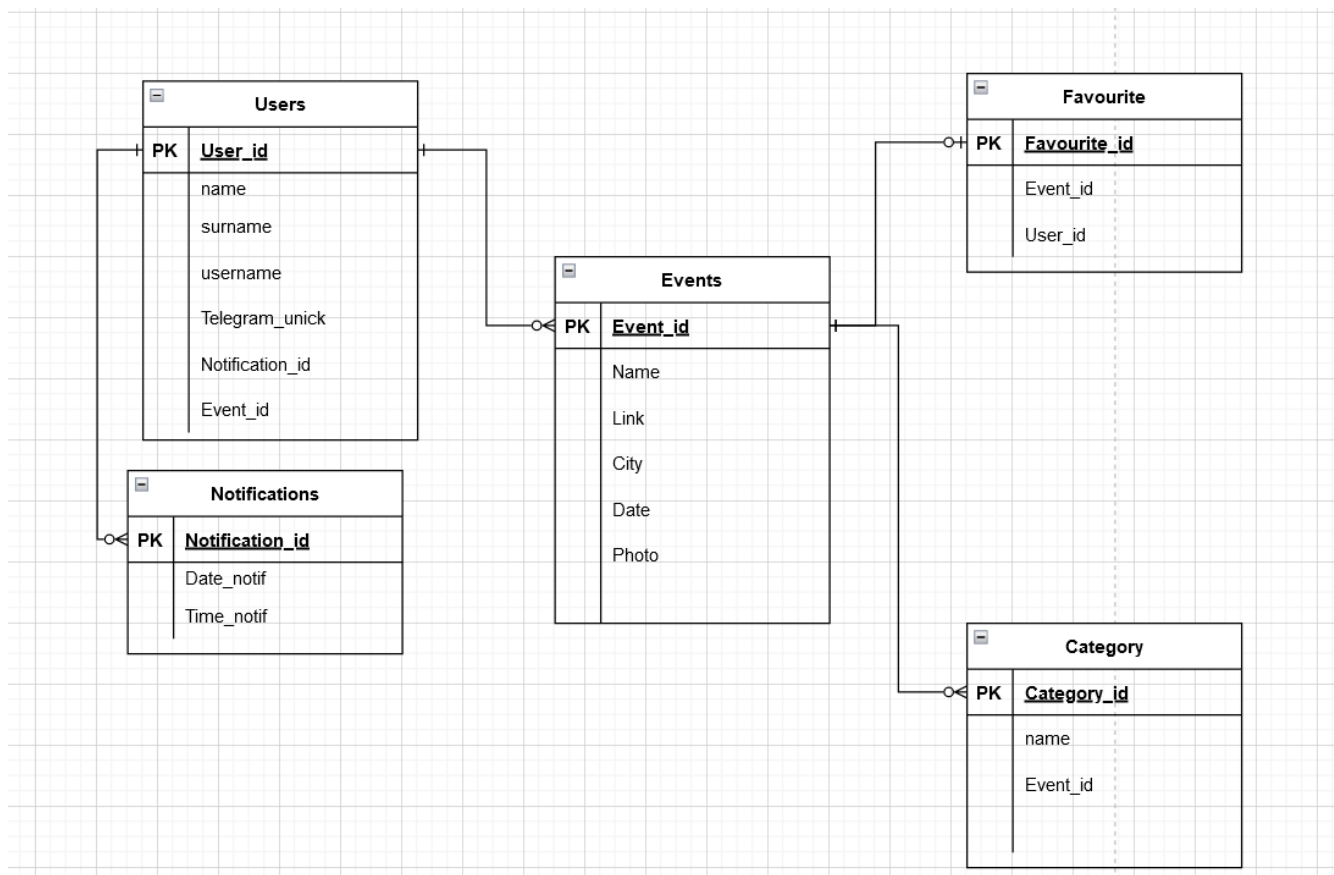 Users
PK User_id
name
surname
username
Telegram_unick
Notification_id
Event_id
Notifications
PK Notification_id
Date_notif
Time_notif
Events
PK Event_id
Name
Link
City
Date
Photo
Favourite
PK Favourite_id
Event_id
User_id
Category
PK Category_id
name
Event_id